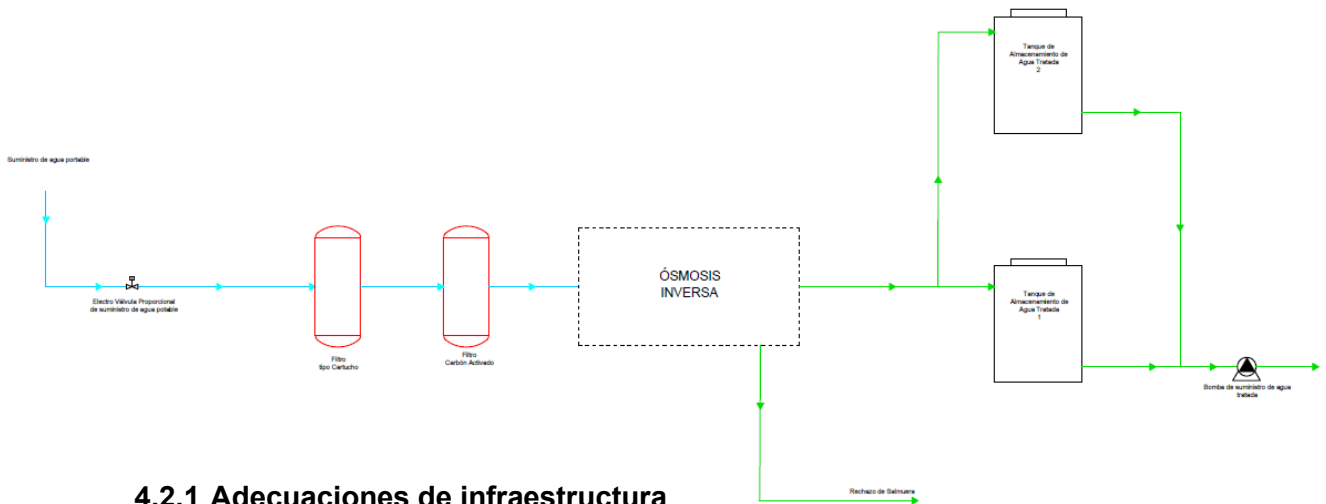 Tanque de
Almacenamiento de
Agua Tratada
2
Suministro de agua portable
Electro Válvula Proporcional
de suministro de agua potable
Filtro
tipo Cartucho
Filtro
Carbón Activado
ÓSMOSIS
INVERSA
Tanque de
Almacenamiento de
Agua Tratada
1
Bomba de suministro de agua
tratada
Rechazo de Salmuera
4.2.1 Adecuaciones de infraestructura